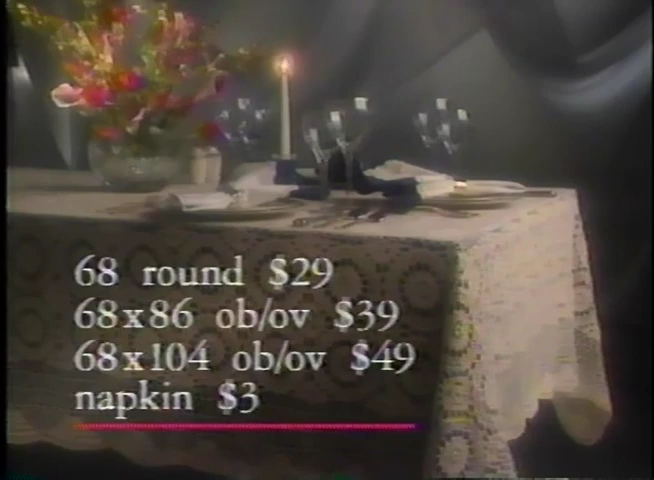 68 round $29
68x86 ob/ov $39
68x104 ob/ov $49
napkin $3